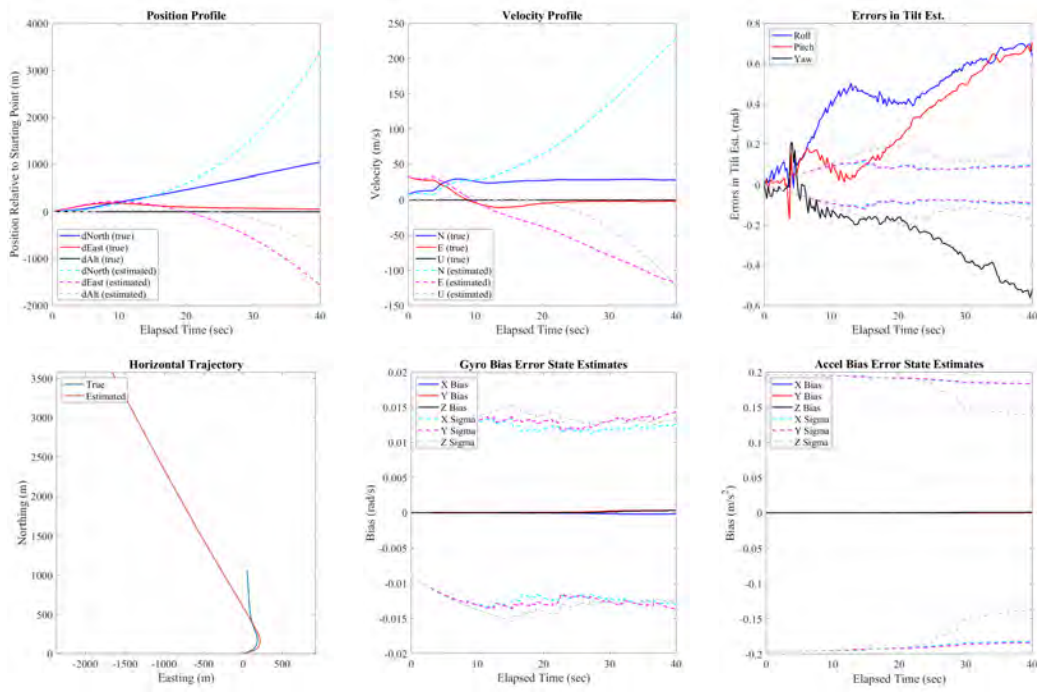 Position Profile
Position Relative to Starting Point (m)
4000
3000
2000
1000
0
-1000
-2000
dNorth (true)
dEast (true)
dAlt (true)
dNorth (estimated)
dEast (estimated)
dAlt (estimated)
0 10 20 30 40
Elapsed Time (sec)
Velocity Profile
Velocity (m/s)
250
200
150
100
50
0
-50
-100
-150
N (true)
E (true)
U (true)
N (estimated)
E (estimated)
U (estimated)
0 10 20 30 40
Elapsed Time (sec)
Errors in Tilt Est.
Errors in Tilt Est. (rad)
0.8
0.6
0.4
0.2
0
-0.2
-0.4
-0.6
Roll
Pitch
Yaw
0 10 20 30 40
Elapsed Time (sec)
Horizontal Trajectory
Northing (m)
3500
3000
2500
2000
1500
1000
500
0
True
Estimated
-2000 -1500 -1000 -500 0 500
Easting (m)
Gyro Bias Error State Estimates
Bias (rad/s)
0.02
0.015
0.01
0.005
0
-0.005
-0.01
-0.015
-0.02
X Bias
Y Bias
Z Bias
X Sigma
Y Sigma
Z Sigma
0 10 20 30 40
Elapsed Time (sec)
Accel Bias Error State Estimates
Bias (m/s²)
0.2
0.15
0.1
0.05
0
-0.05
-0.1
-0.15
-0.2
X Bias
Y Bias
Z Bias
X Sigma
Y Sigma
Z Sigma
0 10 20 30 40
Elapsed Time (sec)